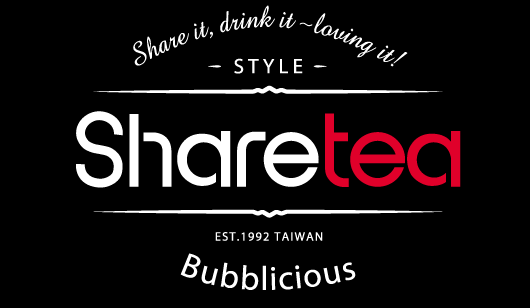 Share it, drink it ~loving it!
- STYLE -
Sharetea
EST.1992 TAIWAN
Bubblicious